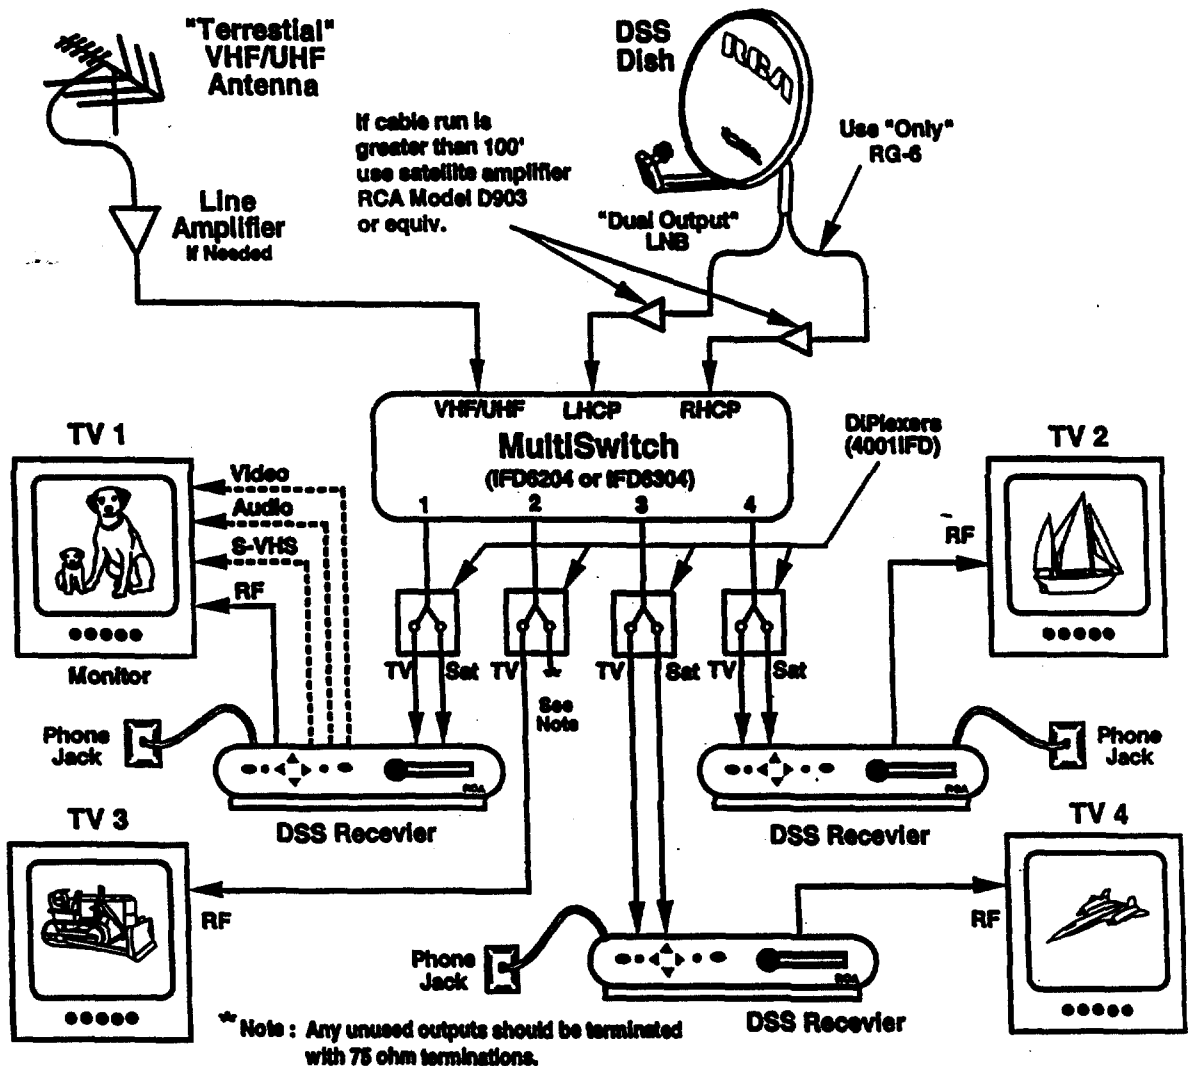 "Terrestial"
VHF/UHF
Antenna
DSS
Dish
RCA
If cable run is
greater than 100'
use satellite amplifier
RCA Model D903
or equiv.
Use "Only"
RG-6
Line
Amplifier
If Needed
"Dual Output"
LNB
VHF/UHF LHCP RHCP
MultiSwitch
(IFD6204 or IFD6304)
1 2 3 4
DiPlexers
(4001IFD)
TV 1
Video
Audio
S-VHS
RF
Monitor
TV 2
RF
TV Sat TV * TV Sat TV Sat
See
Note
Phone
Jack
RCA
DSS Recevier
Phone
Jack
RCA
DSS Recevier
TV 3
RF
TV 4
RF
Phone
Jack
RCA
DSS Recevier
* Note : Any unused outputs should be terminated
with 75 ohm terminations.